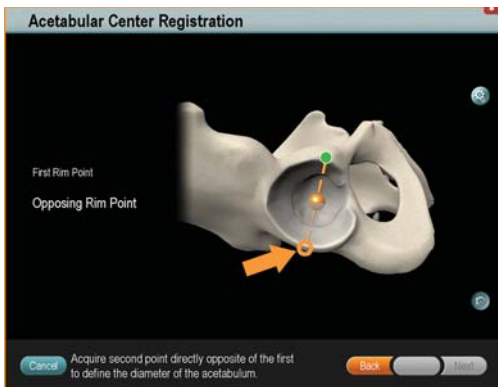 Acetabular Center Registration
First Rim Point
Opposing Rim Point
Cancel
Acquire second point directly opposite of the first
to define the diameter of the acetabulum.
Back
Next